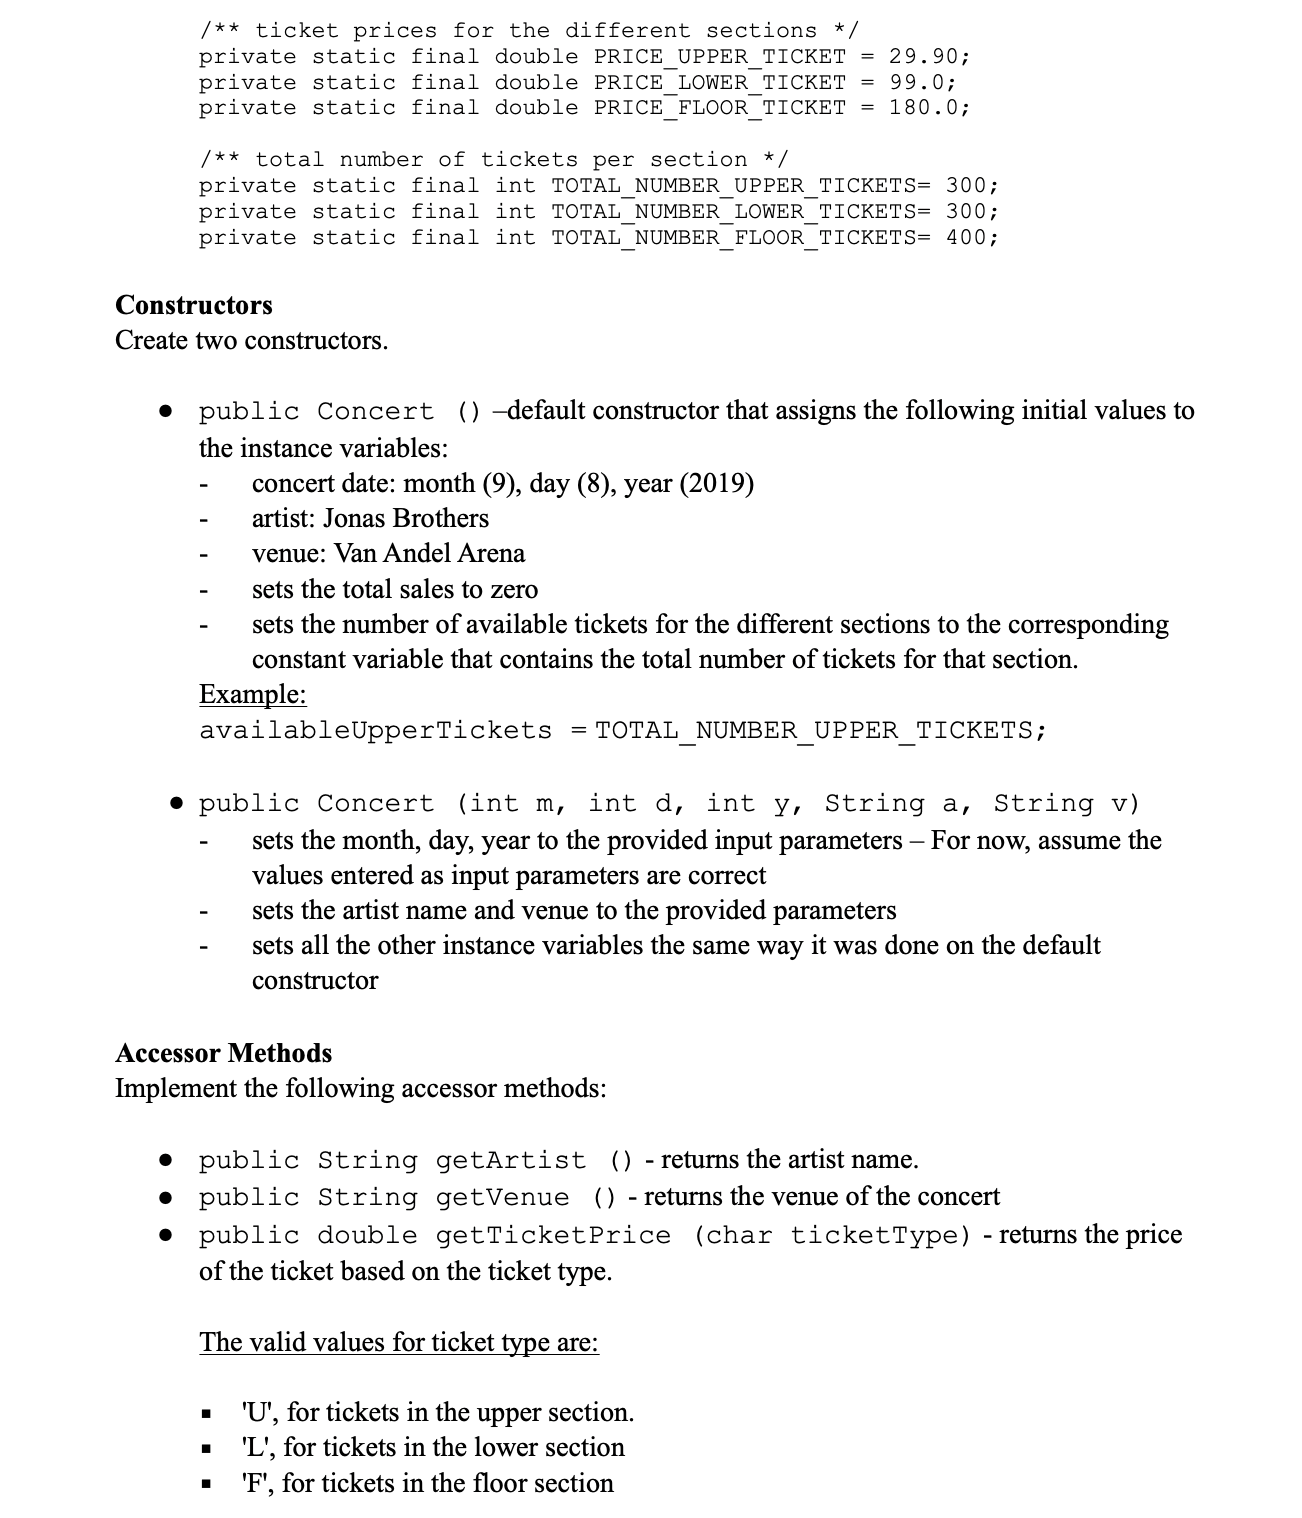 /** ticket prices for the different sections */
private static final double PRICE_UPPER_TICKET = 29.90;
private static final double PRICE_LOWER_TICKET = 99.0;
private static final double PRICE_FLOOR_TICKET = 180.0;
/** total number of tickets per section */
private static final int TOTAL_NUMBER_UPPER_TICKETS= 300;
private static final int TOTAL_NUMBER_LOWER_TICKETS= 300;
private static final int TOTAL_NUMBER_FLOOR_TICKETS= 400;
Constructors
Create two constructors.
● public Concert () –default constructor that assigns the following initial values to
the instance variables:
- concert date: month (9), day (8), year (2019)
- artist: Jonas Brothers
- venue: Van Andel Arena
- sets the total sales to zero
- sets the number of available tickets for the different sections to the corresponding
constant variable that contains the total number of tickets for that section.
Example:
availableUpperTickets = TOTAL_NUMBER_UPPER_TICKETS;
● public Concert (int m, int d, int y, String a, String v)
- sets the month, day, year to the provided input parameters – For now, assume the
values entered as input parameters are correct
- sets the artist name and venue to the provided parameters
- sets all the other instance variables the same way it was done on the default
constructor
Accessor Methods
Implement the following accessor methods:
● public String getArtist () - returns the artist name.
● public String getVenue () - returns the venue of the concert
● public double getTicketPrice (char ticketType) - returns the price
of the ticket based on the ticket type.
The valid values for ticket type are:
▪ 'U', for tickets in the upper section.
▪ 'L', for tickets in the lower section
▪ 'F', for tickets in the floor section